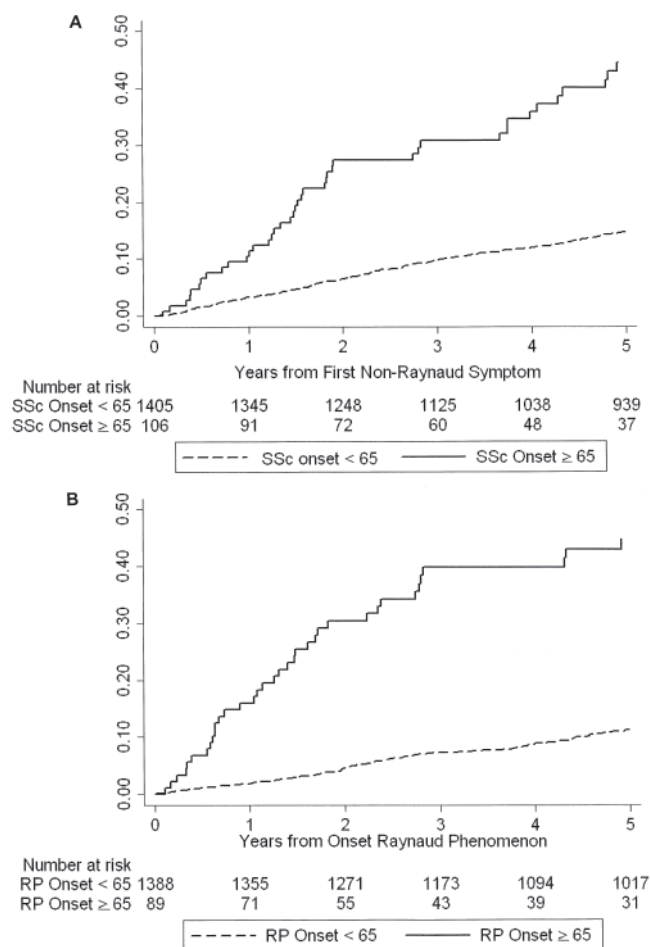 A
0.50
0.40
0.30
0.20
0.10
0.00
0 1 2 3 4 5
Years from First Non-Raynaud Symptom
Number at risk
SSc Onset < 65 1405 1345 1248 1125 1038 939
SSc Onset ≥ 65 106 91 72 60 48 37
SSc onset < 65 SSc Onset ≥ 65
B
0.50
0.40
0.30
0.20
0.10
0.00
0 1 2 3 4 5
Years from Onset Raynaud Phenomenon
Number at risk
RP Onset < 65 1388 1355 1271 1173 1094 1017
RP Onset ≥ 65 89 71 55 43 39 31
RP Onset < 65 RP Onset ≥ 65